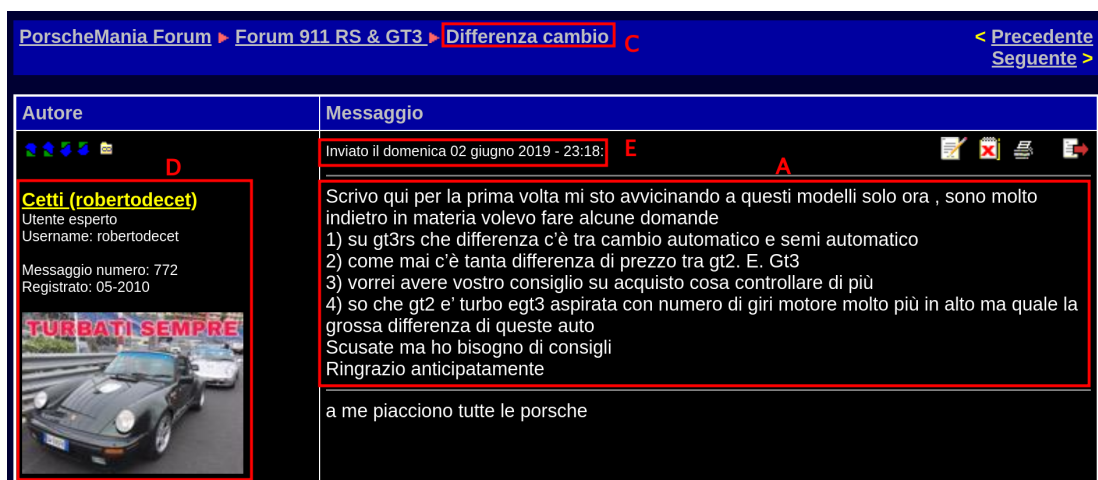 PorscheMania Forum ▸ Forum 911 RS & GT3 ▸ Differenza cambio C
< Precedente
Seguente >
Autore
Messaggio
Inviato il domenica 02 giugno 2019 - 23:18: E
D
A
Cetti (robertodecet)
Utente esperto
Username: robertodecet
Messaggio numero: 772
Registrato: 05-2010
TURBATI SEMPRE
Scrivo qui per la prima volta mi sto avvicinando a questi modelli solo ora , sono molto
indietro in materia volevo fare alcune domande
1) su gt3rs che differenza c’è tra cambio automatico e semi automatico
2) come mai c’è tanta differenza di prezzo tra gt2. E. Gt3
3) vorrei avere vostro consiglio su acquisto cosa controllare di più
4) so che gt2 e’ turbo egt3 aspirata con numero di giri motore molto più in alto ma quale la
grossa differenza di queste auto
Scusate ma ho bisogno di consigli
Ringrazio anticipatamente
a me piacciono tutte le porsche